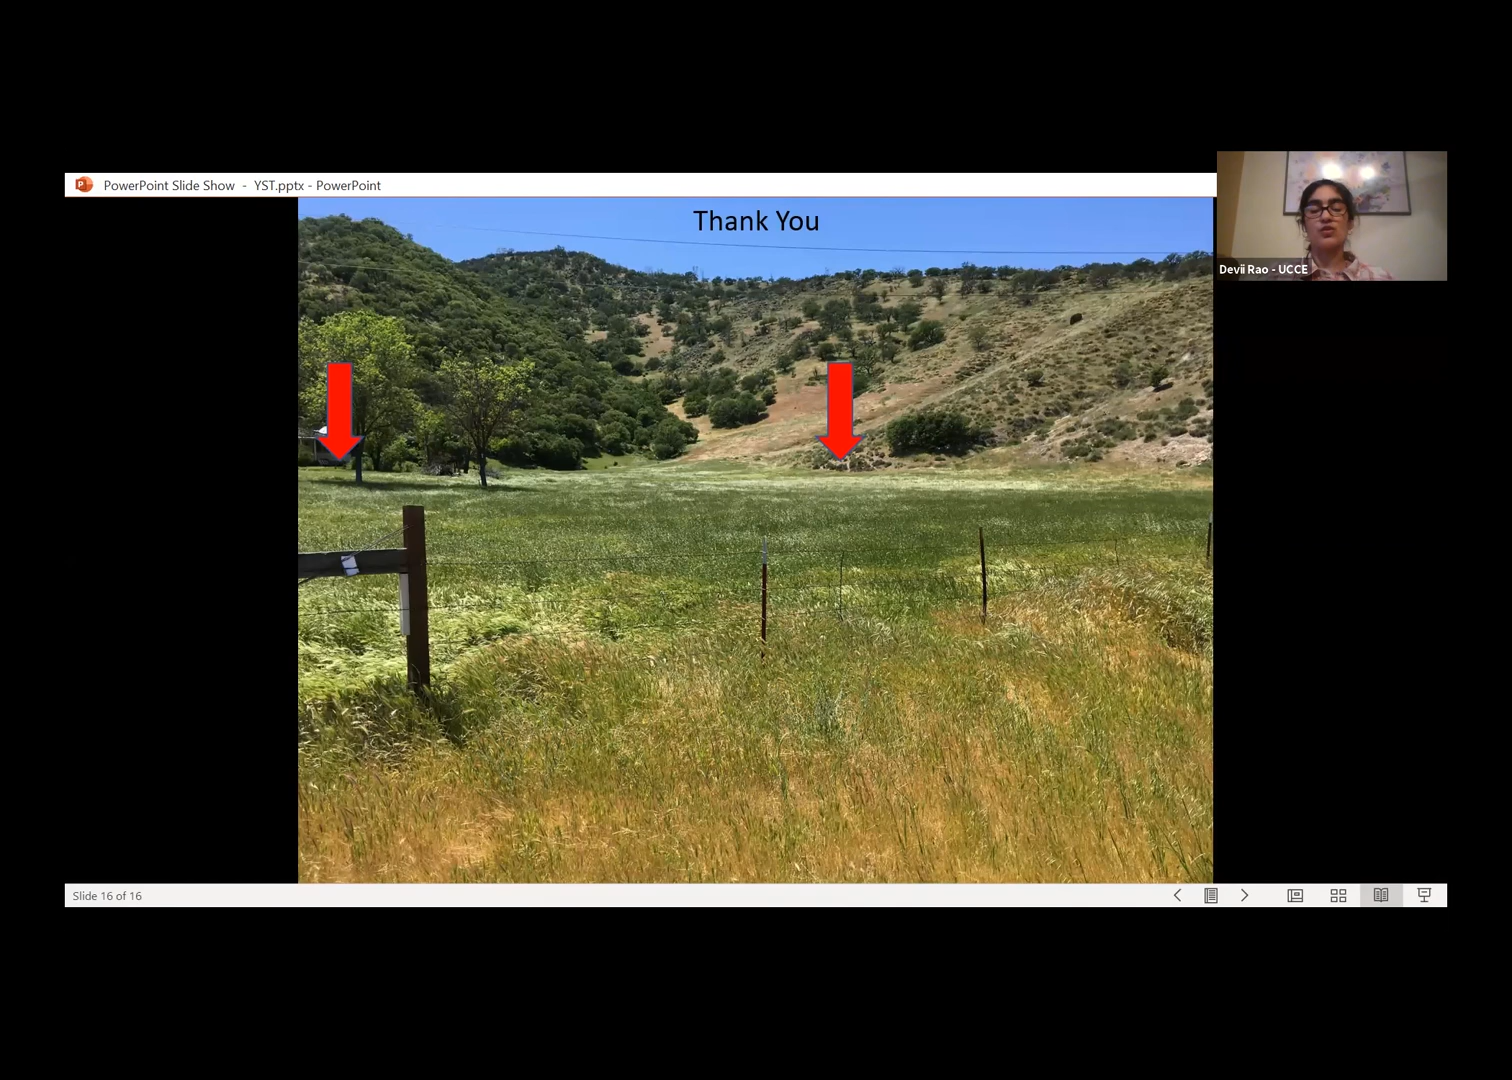 PowerPoint Slide Show - YST.pptx - PowerPoint
Thank You
Devii Rao - UCCE
Slide 16 of 16